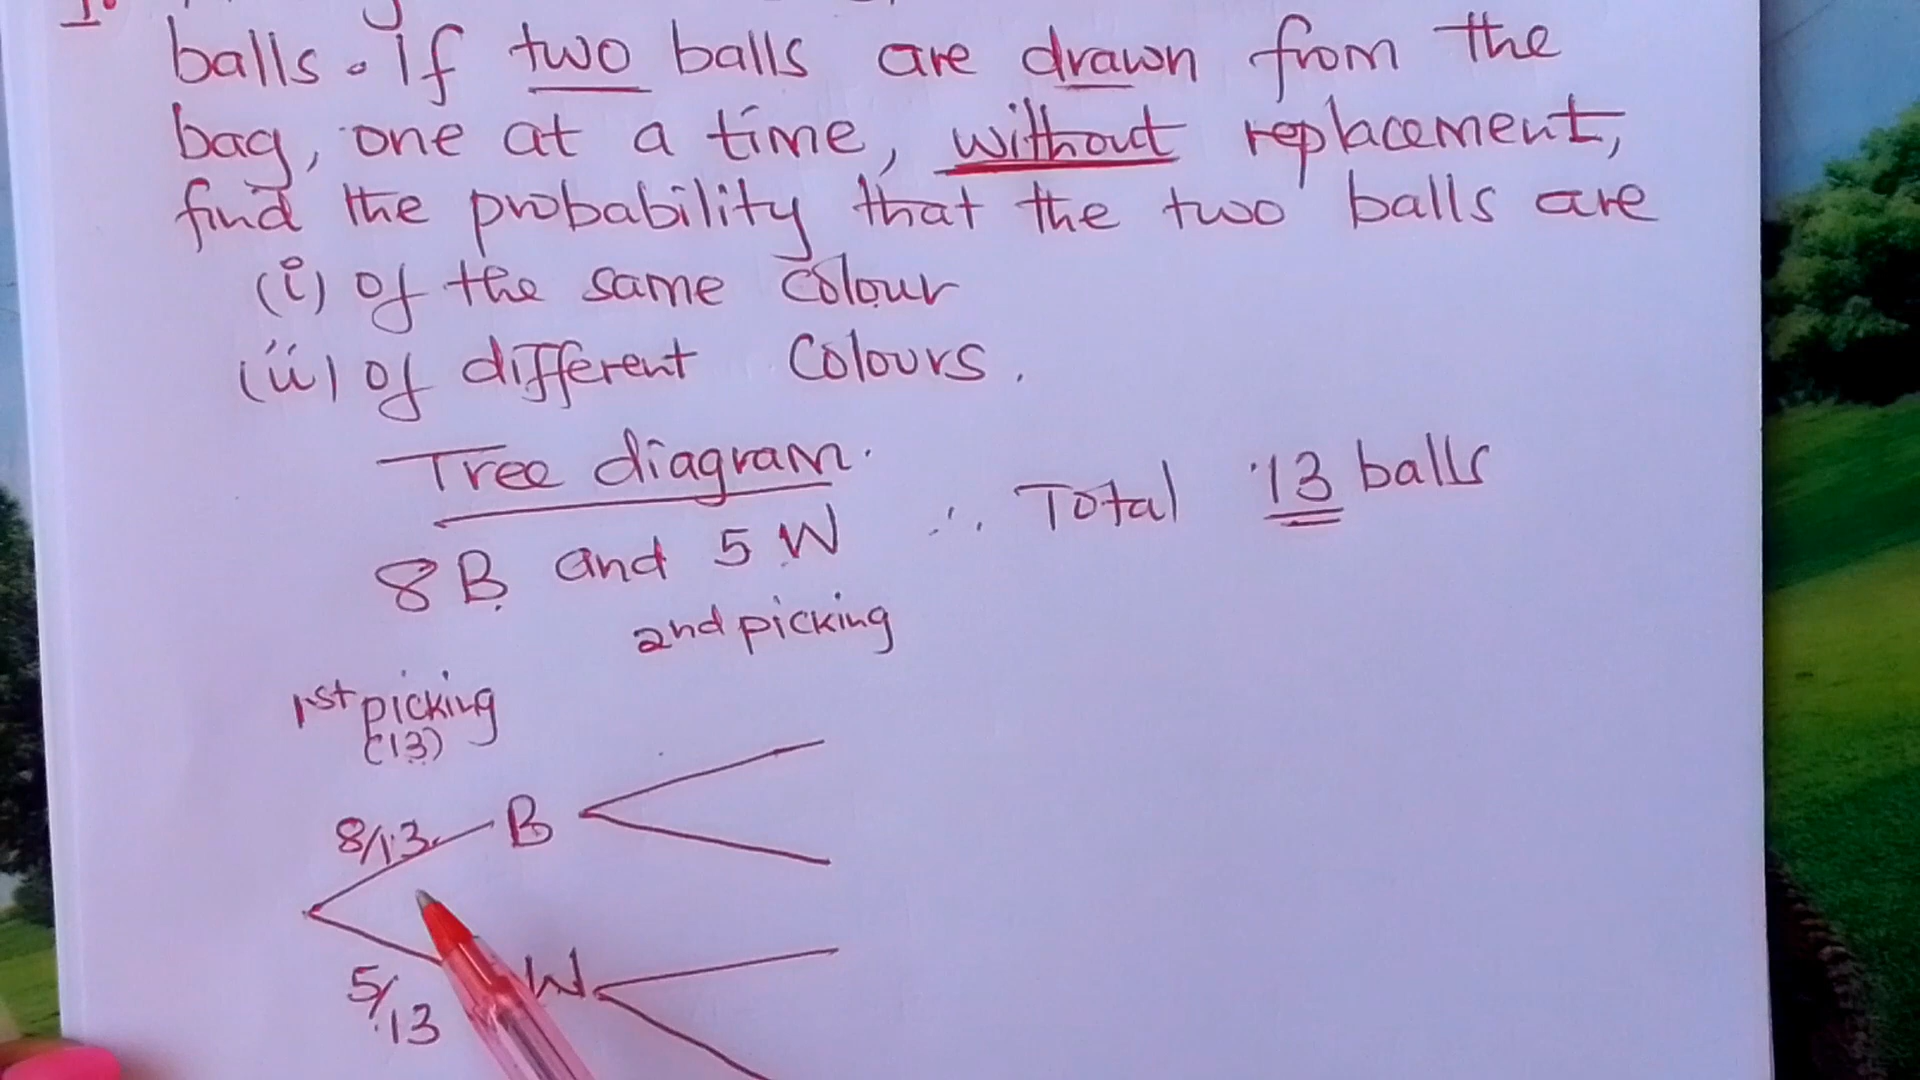 balls. If two balls are drawn from the
bag, one at a time, without replacement,
find the probability that the two balls are
(i) of the same colour
(ii) of different colours.
Tree diagram.
8 B and 5 W ∴ Total 13 balls
2nd picking
1st picking
(13)
8/13 B
W
5/13